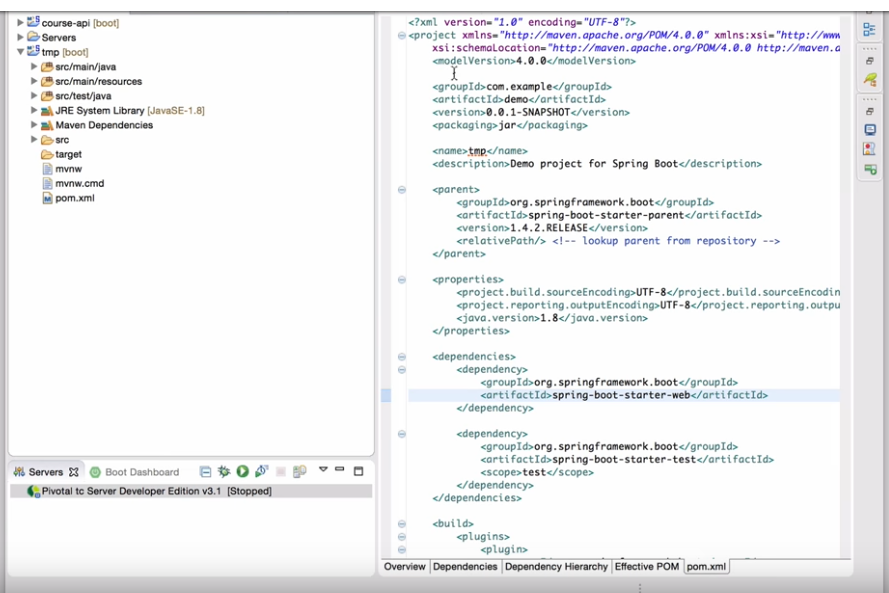 course-api [boot]
Servers
tmp [boot]
src/main/java
src/main/resources
src/test/java
JRE System Library [JavaSE-1.8]
Maven Dependencies
src
target
mvnw
mvnw.cmd
pom.xml
Servers
Boot Dashboard
Pivotal tc Server Developer Edition v3.1 [Stopped]
<?xml version="1.0" encoding="UTF-8"?>
<project xmlns="http://maven.apache.org/POM/4.0.0" xmlns:xsi="http://www
xsi:schemaLocation="http://maven.apache.org/POM/4.0.0 http://maven.a
<modelVersion>4.0.0</modelVersion>
<groupId>com.example</groupId>
<artifactId>demo</artifactId>
<version>0.0.1-SNAPSHOT</version>
<packaging>jar</packaging>
<name>tmp</name>
<description>Demo project for Spring Boot</description>
<parent>
<groupId>org.springframework.boot</groupId>
<artifactId>spring-boot-starter-parent</artifactId>
<version>1.4.2.RELEASE</version>
<relativePath/> <!-- lookup parent from repository -->
</parent>
<properties>
<project.build.sourceEncoding>UTF-8</project.build.sourceEncodin
<project.reporting.outputEncoding>UTF-8</project.reporting.outpu
<java.version>1.8</java.version>
</properties>
<dependencies>
<dependency>
<groupId>org.springframework.boot</groupId>
<artifactId>spring-boot-starter-web</artifactId>
</dependency>
<dependency>
<groupId>org.springframework.boot</groupId>
<artifactId>spring-boot-starter-test</artifactId>
<scope>test</scope>
</dependency>
</dependencies>
<build>
<plugins>
<plugin>
Overview Dependencies Dependency Hierarchy Effective POM pom.xml